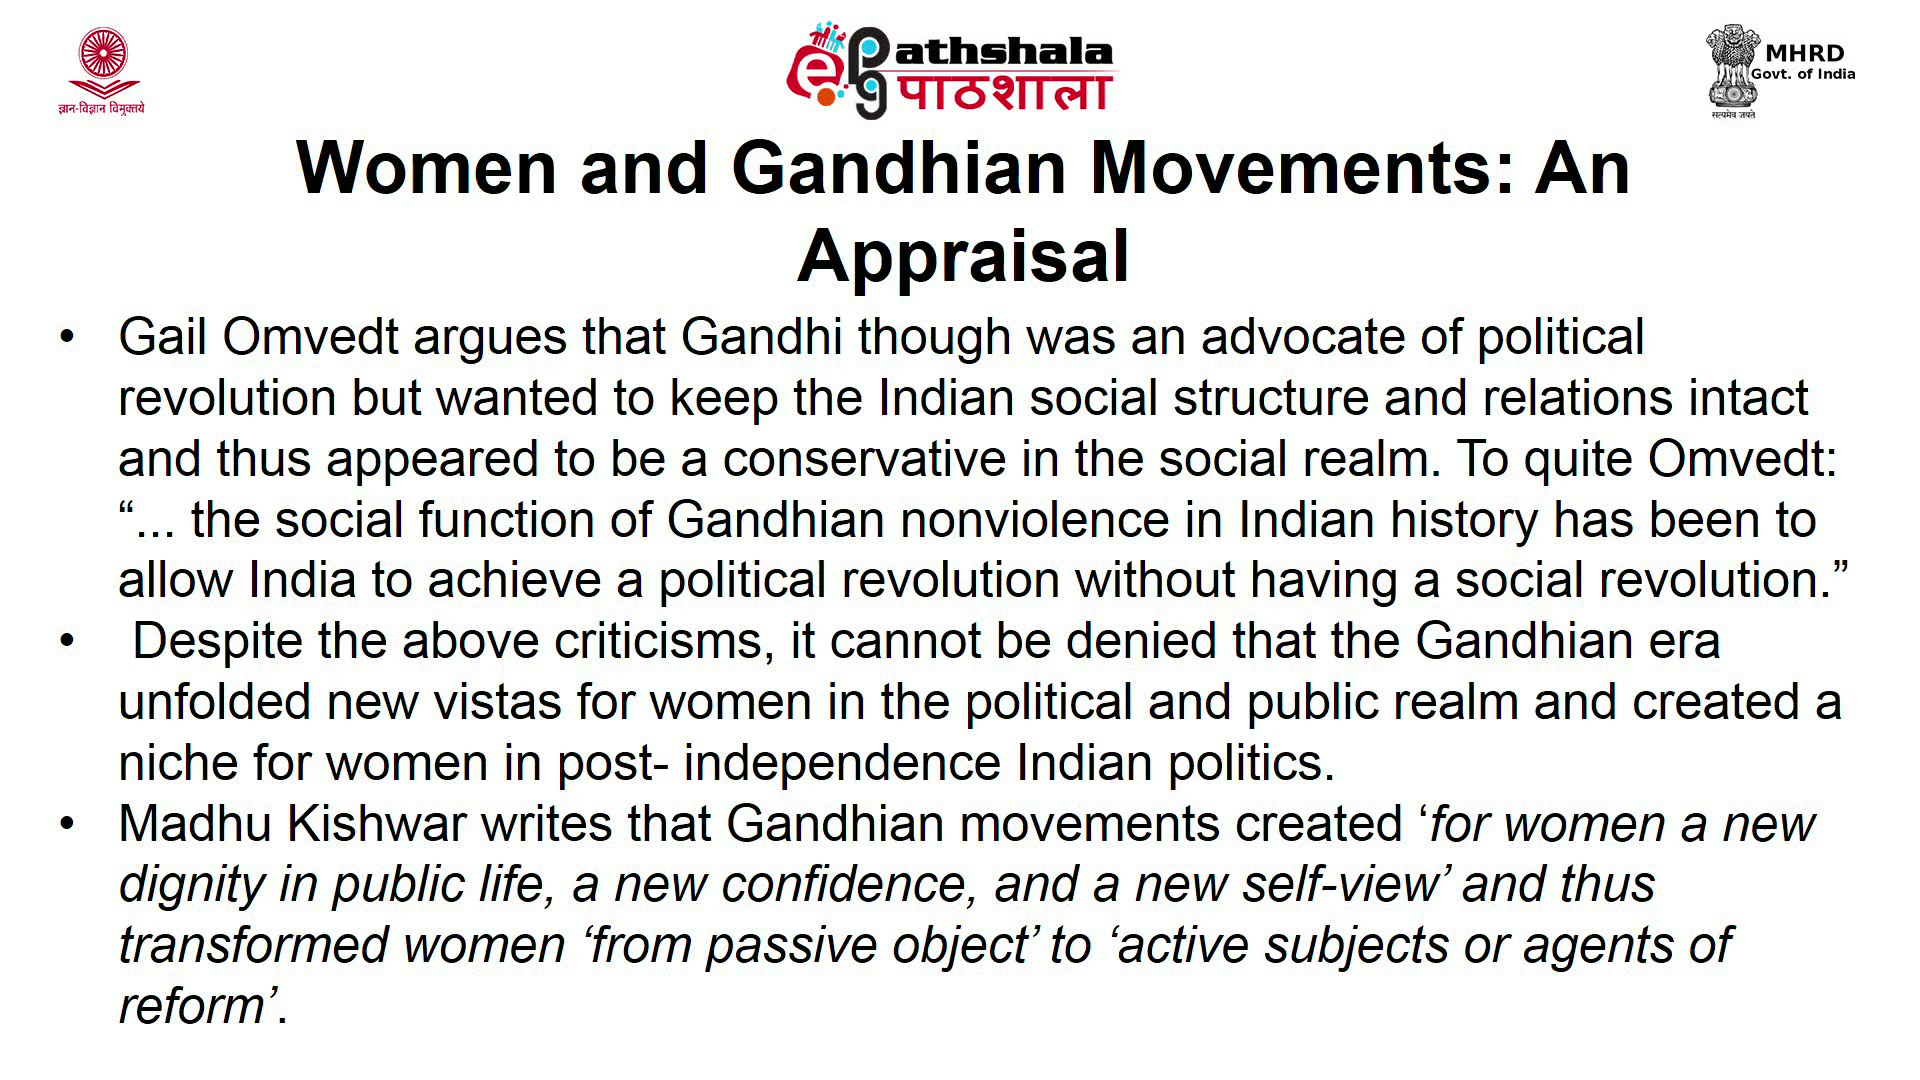 ज्ञान-विज्ञान विमुक्तये
e Pg athshala
पाठशाला
MHRD
Govt. of India
सत्यमेव जयते
Women and Gandhian Movements: An
Appraisal
• Gail Omvedt argues that Gandhi though was an advocate of political
revolution but wanted to keep the Indian social structure and relations intact
and thus appeared to be a conservative in the social realm. To quite Omvedt:
“... the social function of Gandhian nonviolence in Indian history has been to
allow India to achieve a political revolution without having a social revolution.”
• Despite the above criticisms, it cannot be denied that the Gandhian era
unfolded new vistas for women in the political and public realm and created a
niche for women in post- independence Indian politics.
• Madhu Kishwar writes that Gandhian movements created ‘for women a new
dignity in public life, a new confidence, and a new self-view’ and thus
transformed women ‘from passive object’ to ‘active subjects or agents of
reform’.